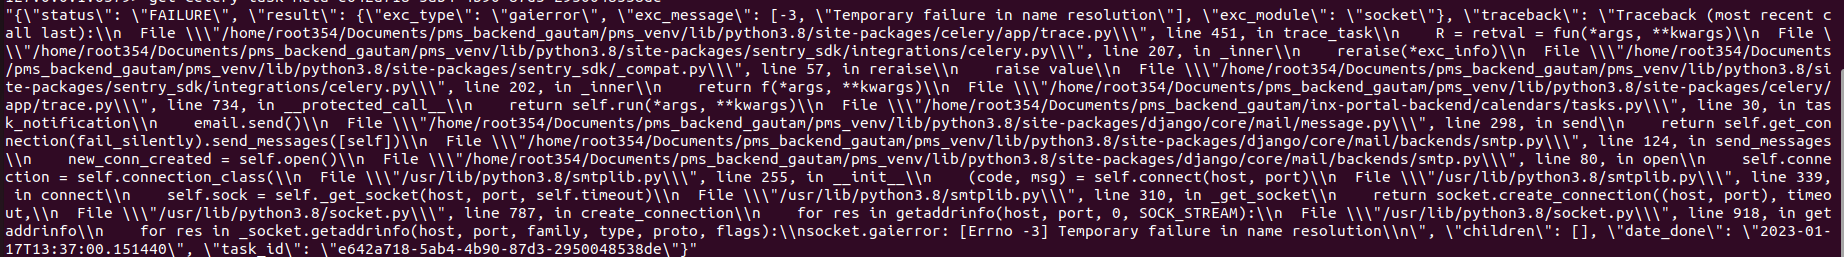 "{\"status\": \"FAILURE\", \"result\": {\"exc_type\": \"gaierror\", \"exc_message\": [-3, \"Temporary failure in name resolution\"], \"exc_module\": \"socket\"}, \"traceback\": \"Traceback (most recent c
all last):\\n  File \\\"/home/root354/Documents/pms_backend_gautam/pms_venv/lib/python3.8/site-packages/celery/app/trace.py\\\", line 451, in trace_task\\n    R = retval = fun(*args, **kwargs)\\n  File \
\\"/home/root354/Documents/pms_backend_gautam/pms_venv/lib/python3.8/site-packages/sentry_sdk/integrations/celery.py\\\", line 207, in _inner\\n    reraise(*exc_info)\\n  File \\\"/home/root354/Documents
/pms_backend_gautam/pms_venv/lib/python3.8/site-packages/sentry_sdk/_compat.py\\\", line 57, in reraise\\n    raise value\\n  File \\\"/home/root354/Documents/pms_backend_gautam/pms_venv/lib/python3.8/si
te-packages/sentry_sdk/integrations/celery.py\\\", line 202, in _inner\\n    return f(*args, **kwargs)\\n  File \\\"/home/root354/Documents/pms_backend_gautam/pms_venv/lib/python3.8/site-packages/celery/
app/trace.py\\\", line 734, in __protected_call__\\n    return self.run(*args, **kwargs)\\n  File \\\"/home/root354/Documents/pms_backend_gautam/inx-portal-backend/calendars/tasks.py\\\", line 30, in tas
k_notification\\n    email.send()\\n  File \\\"/home/root354/Documents/pms_backend_gautam/pms_venv/lib/python3.8/site-packages/django/core/mail/message.py\\\", line 298, in send\\n    return self.get_con
nection(fail_silently).send_messages([self])\\n  File \\\"/home/root354/Documents/pms_backend_gautam/pms_venv/lib/python3.8/site-packages/django/core/mail/backends/smtp.py\\\", line 124, in send_messages
\\n    new_conn_created = self.open()\\n  File \\\"/home/root354/Documents/pms_backend_gautam/pms_venv/lib/python3.8/site-packages/django/core/mail/backends/smtp.py\\\", line 80, in open\\n    self.conne
ction = self.connection_class(\\n  File \\\"/usr/lib/python3.8/smtplib.py\\\", line 255, in __init__\\n    (code, msg) = self.connect(host, port)\\n  File \\\"/usr/lib/python3.8/smtplib.py\\\", line 339,
 in connect\\n    self.sock = self._get_socket(host, port, self.timeout)\\n  File \\\"/usr/lib/python3.8/smtplib.py\\\", line 310, in _get_socket\\n    return socket.create_connection((host, port), timeo
ut,\\n  File \\\"/usr/lib/python3.8/socket.py\\\", line 787, in create_connection\\n    for res in getaddrinfo(host, port, 0, SOCK_STREAM):\\n  File \\\"/usr/lib/python3.8/socket.py\\\", line 918, in get
addrinfo\\n    for res in _socket.getaddrinfo(host, port, family, type, proto, flags):\\nsocket.gaierror: [Errno -3] Temporary failure in name resolution\\n\", \"children\": [], \"date_done\": \"2023-01-
17T13:37:00.151440\", \"task_id\": \"e642a718-5ab4-4b90-87d3-2950048538de\"}"